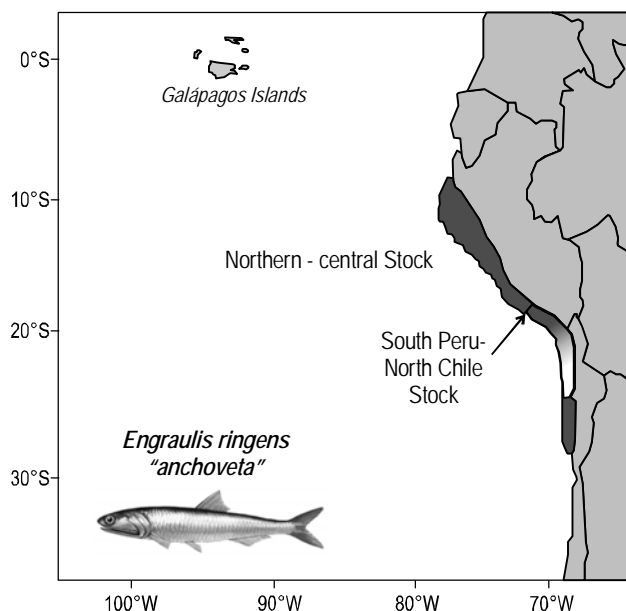 0°S
Galápagos Islands
10°S
Northern - central Stock
20°S
South Peru-
North Chile
Stock
Engraulis ringens
"anchoveta"
30°S
100°W
90°W
80°W
70°W